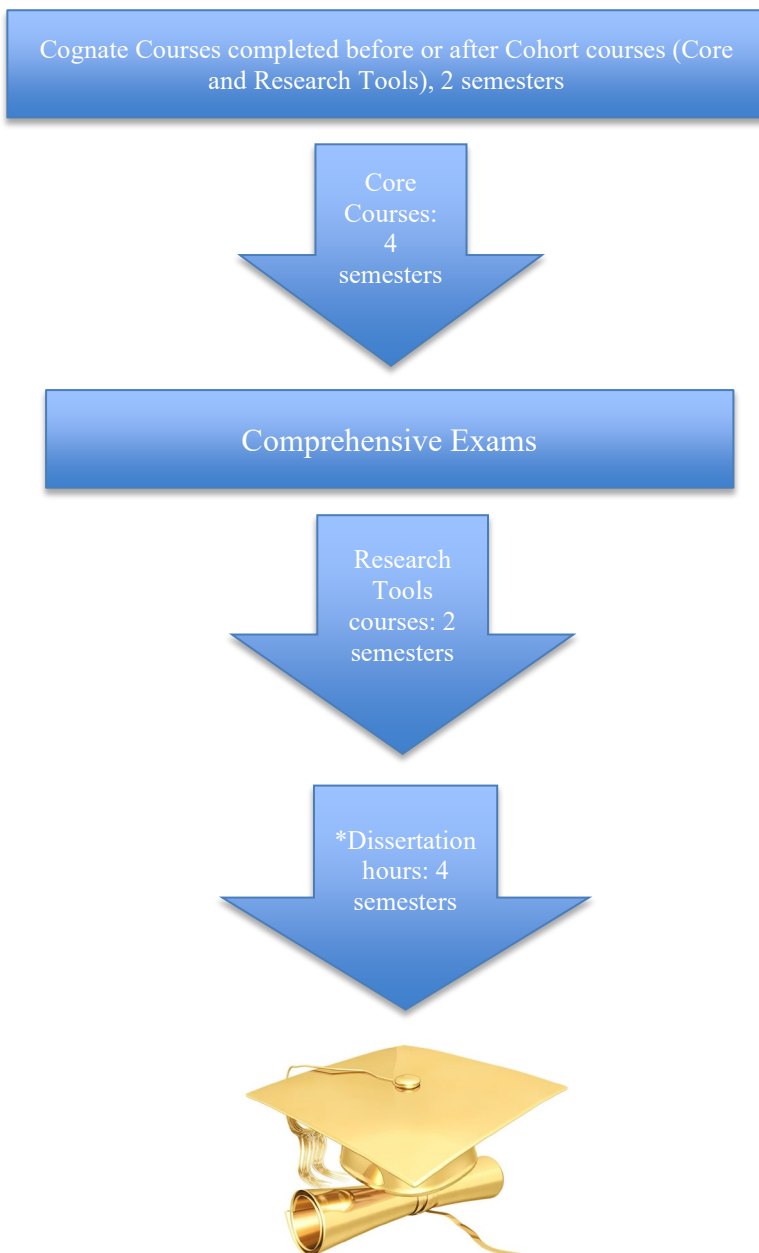 Cognate Courses completed before or after Cohort courses (Core
and Research Tools), 2 semesters
Core
Courses:
4
semesters
Comprehensive Exams
Research
Tools
courses: 2
semesters
*Dissertation
hours: 4
semesters